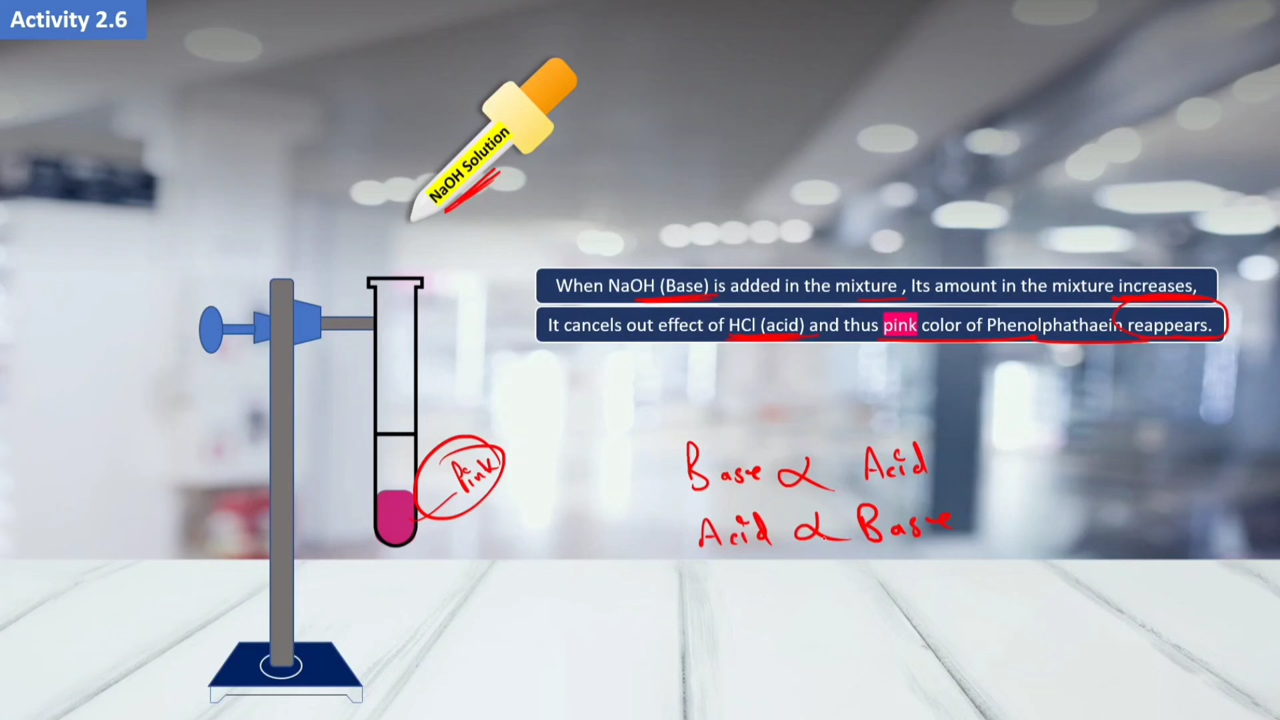 Activity 2.6
NaOH Solution
When NaOH (Base) is added in the mixture , Its amount in the mixture increases,
It cancels out effect of HCl (acid) and thus pink color of Phenolphathaein reappears.
Pink
Base ∝ Acid
Acid ∝ Base